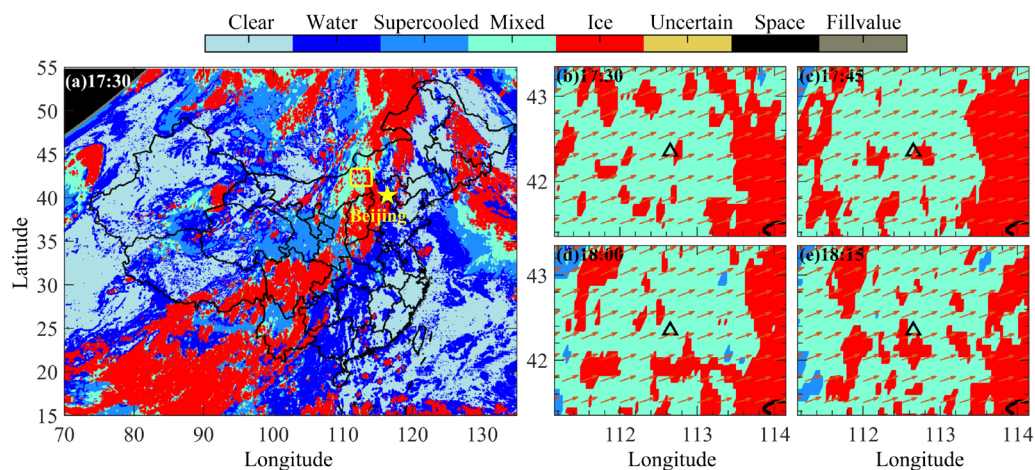 Clear Water Supercooled Mixed Ice Uncertain Space Fillvalue
(a)17:30
(b)17:30
(c)17:45
(d)18:00
(e)18:15
Beijing
Latitude
55
50
45
40
35
30
25
20
15
70 80 90 100 110 120 130
Longitude
43
42
43
42
112 113 114
Longitude
112 113 114
Longitude